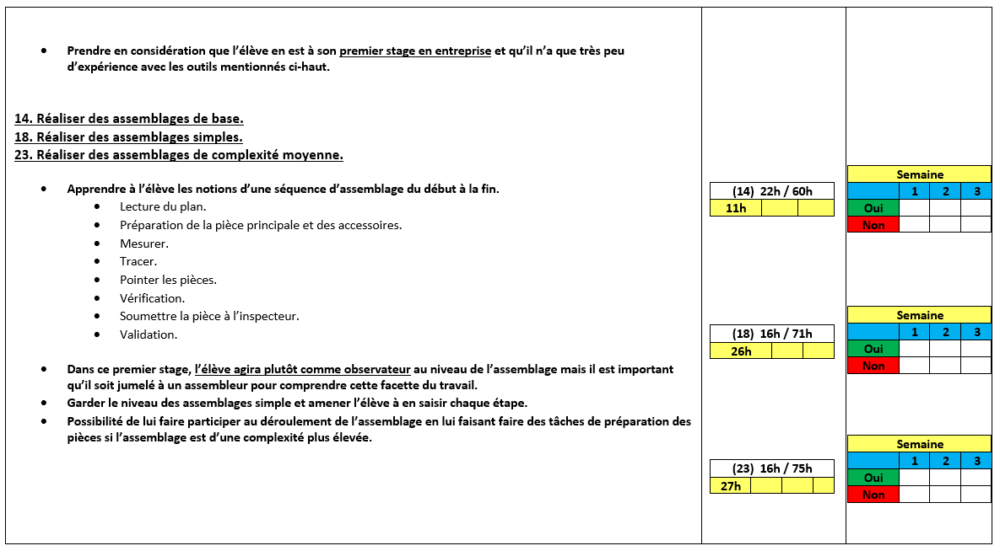 Prendre en considération que l’élève en est à son premier stage en entreprise et qu’il n’a que très peu
d’expérience avec les outils mentionnés ci-haut.
14. Réaliser des assemblages de base.
18. Réaliser des assemblages simples.
23. Réaliser des assemblages de complexité moyenne.
Apprendre à l’élève les notions d’une séquence d’assemblage du début à la fin.
Lecture du plan.
Préparation de la pièce principale et des accessoires.
Mesurer.
Tracer.
Pointer les pièces.
Vérification.
Soumettre la pièce à l’inspecteur.
Validation.
Dans ce premier stage, l’élève agira plutôt comme observateur au niveau de l’assemblage mais il est important
qu’il soit jumelé à un assembleur pour comprendre cette facette du travail.
Garder le niveau des assemblages simple et amener l’élève à en saisir chaque étape.
Possibilité de lui faire participer au déroulement de l’assemblage en lui faisant faire des tâches de préparation des
pièces si l’assemblage est d’une complexité plus élevée.
(14) 22h / 60h
11h
(18) 16h / 71h
26h
(23) 16h / 75h
27h
Semaine
1 2 3
Oui
Non
Semaine
1 2 3
Oui
Non
Semaine
1 2 3
Oui
Non